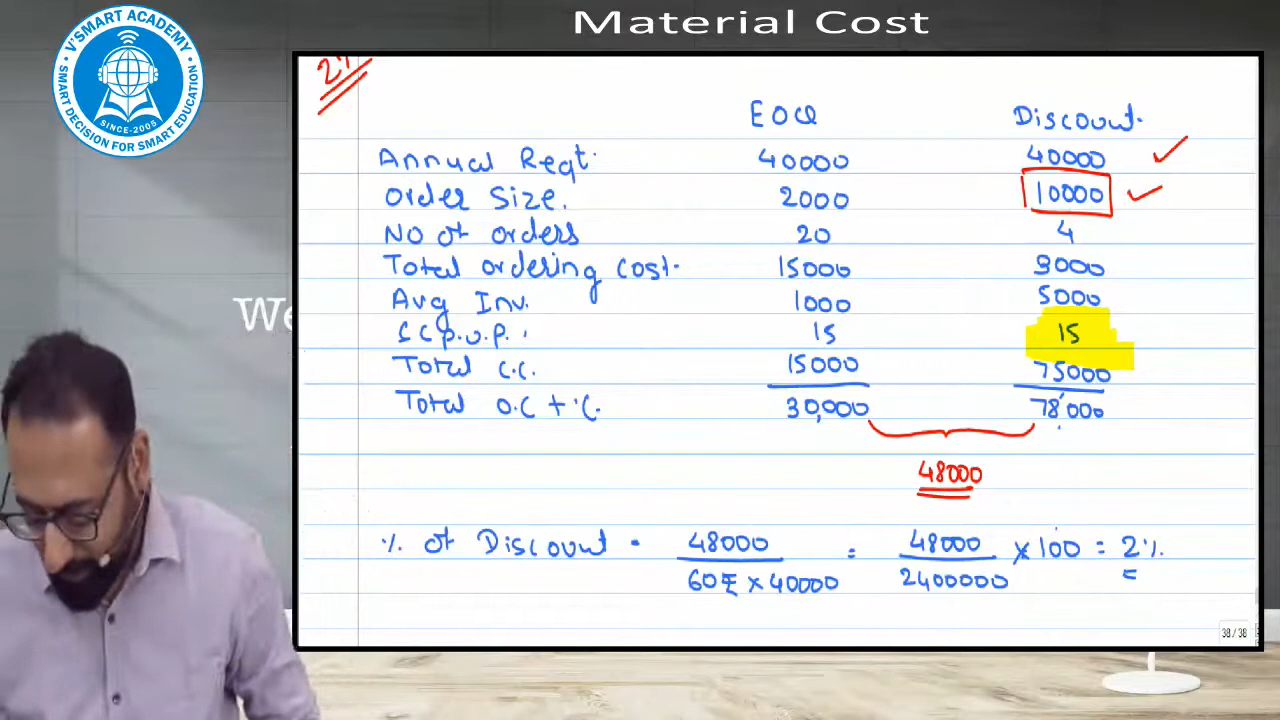 Material Cost
V'SMART ACADEMY
SINCE-2005
SMART DECISION FOR SMART EDUCATION
We
2%
EOQ Discount.
Annual Reqt. 40000 40000
Order Size. 2000 10000
No of orders 20 4
Total ordering cost. 15000 3000
Avg Inv. 1000 5000
CC p.u.p. 15 15
Total C.C. 15000 75000
Total O.C + C. 30,000 78,000
48000
% of Discount = 48000 / 60₹ × 40000 = 48000 / 2400000 × 100 = 2%
38 / 38